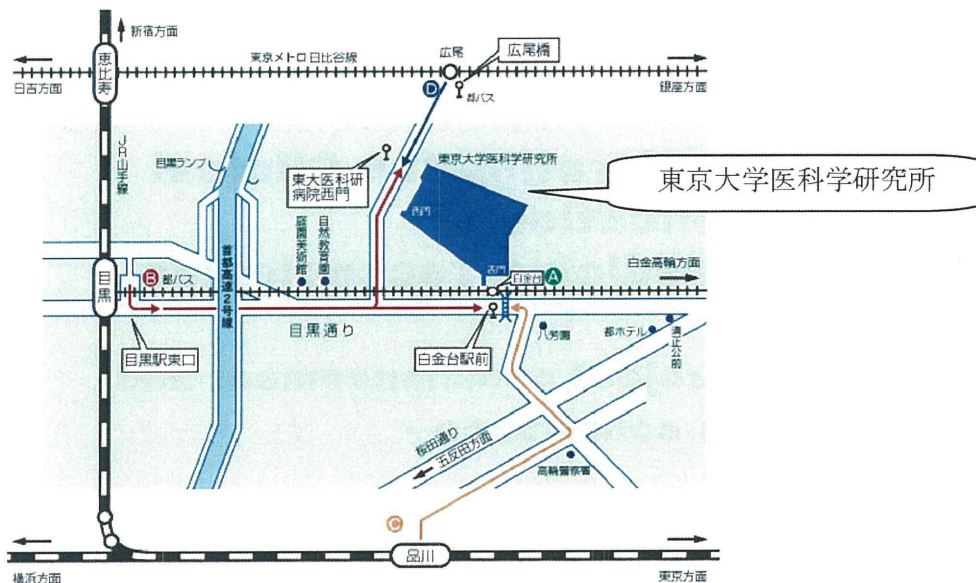 新宿方面
恵比寿
東京メトロ日比谷線
広尾
広尾橋
日吉方面
銀座方面
D
都バス
JR山手線
目黒ランプ
東大医科研
病院西門
東京大学医科学研究所
東京大学医科学研究所
西門
庭園美術館
自然教育園
首都高速2号線
正門
白金台
A
白金高輪方面
目黒
B
都バス
目黒通り
目黒駅東口
白金台駅前
八芳園
都ホテル
清正公前
桜田通り
五反田方面
高輪警察署
C
品川
横浜方面
東京方面